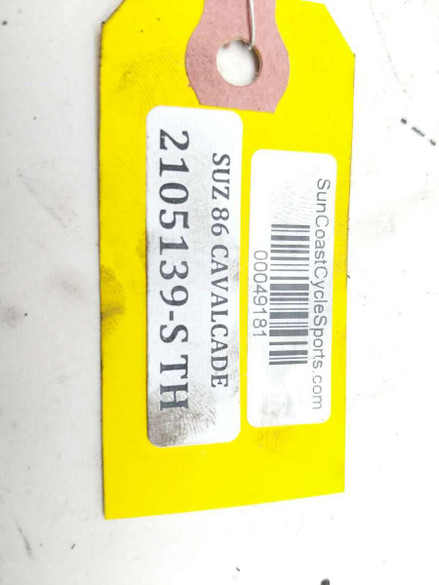 SunCoastCycleSports.com
00049181
SUZ 86 CAVALCADE
2105139-S TH